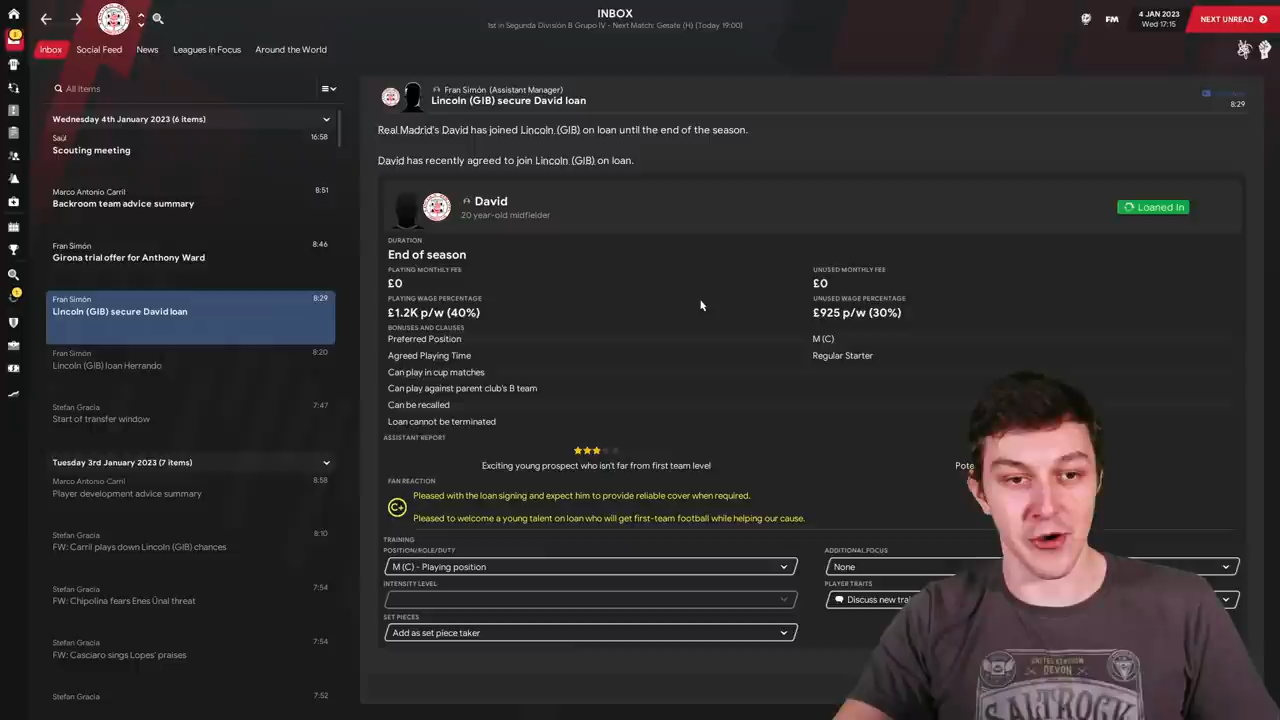 INBOX
1st in Segunda División B Grupo IV - Next Match: Getafe (H) (Today 19:00)
FM
4 JAN 2023
Wed 17:15
NEXT UNREAD
Inbox
Social Feed
News
Leagues in Focus
Around the World
All Items
Wednesday 4th January 2023 (6 items)
Saúl
16:58
Scouting meeting
Marco Antonio Carril
8:51
Backroom team advice summary
Fran Simón
8:46
Girona trial offer for Anthony Ward
Fran Simón
8:29
Lincoln (GIB) secure David loan
Fran Simón
8:20
Lincoln (GIB) loan Herrando
Stefan Gracia
7:47
Start of transfer window
Tuesday 3rd January 2023 (7 items)
Marco Antonio Carril
8:58
Player development advice summary
Stefan Gracia
8:10
FW: Carril plays down Lincoln (GIB) chances
Stefan Gracia
7:54
FW: Chipolina fears Enes Ünal threat
Stefan Gracia
7:54
FW: Casciaro sings Lopes' praises
Stefan Gracia
7:52
Fran Simón (Assistant Manager)
Lincoln (GIB) secure David loan
8:29
Real Madrid's David has joined Lincoln (GIB) on loan until the end of the season.
David has recently agreed to join Lincoln (GIB) on loan.
David
20 year-old midfielder
Loaned In
DURATION
End of season
PLAYING MONTHLY FEE
UNUSED MONTHLY FEE
£0
£0
PLAYING WAGE PERCENTAGE
UNUSED WAGE PERCENTAGE
£1.2K p/w (40%)
£925 p/w (30%)
BONUSES AND CLAUSES
Preferred Position
M (C)
Agreed Playing Time
Regular Starter
Can play in cup matches
Can play against parent club's B team
Can be recalled
Loan cannot be terminated
ASSISTANT REPORT
Exciting young prospect who isn't far from first team level
Pote
FAN REACTION
C+
Pleased with the loan signing and expect him to provide reliable cover when required.
Pleased to welcome a young talent on loan who will get first-team football while helping our cause.
TRAINING
POSITION/ROLE/DUTY
ADDITIONAL FOCUS
M (C) - Playing position
None
INTENSITY LEVEL
PLAYER TRAITS
Discuss new trai
SET PIECES
Add as set piece taker
UNITED KINGDOM
DEVON
SALTROCK